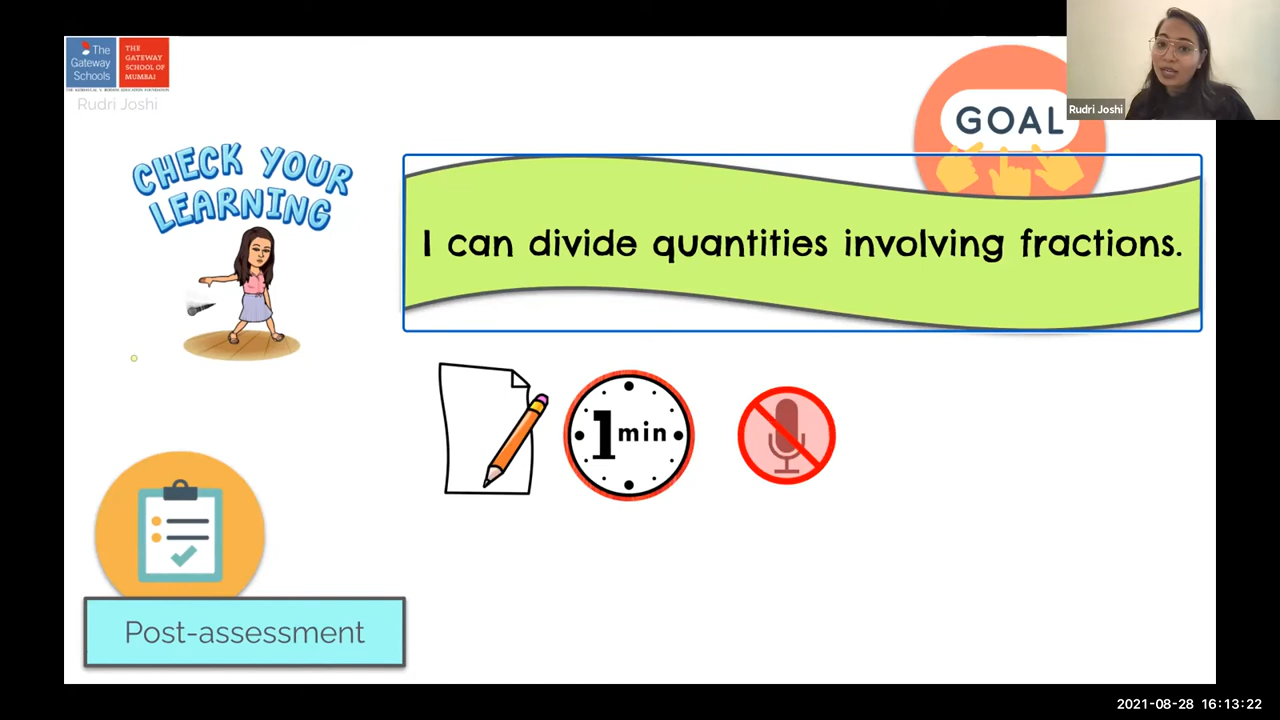 The
Gateway
Schools
THE
GATEWAY
SCHOOL OF
MUMBAI
Rudri Joshi
Rudri Joshi
GOAL
CHECK YOUR
LEARNING
I can divide quantities involving fractions.
1 min
Post-assessment
2021-08-28 16:13:22